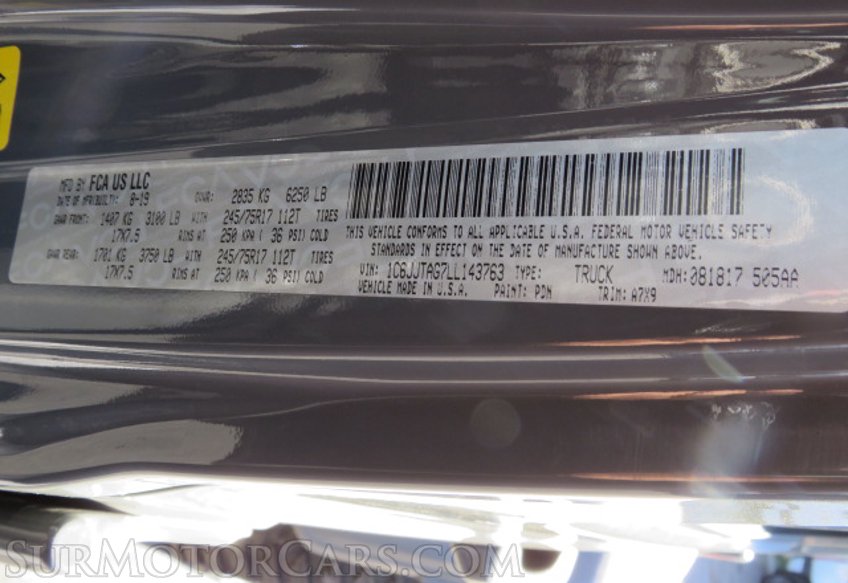 MFD BY FCA US LLC
DATE OF MFR(BUILT): 8-19 GVWR: 2835 KG 6250 LB
GAWR FRONT: 1407 KG 3100 LB WITH 245/75R17 112T TIRES
17X7.5 RIMS AT 250 KPA ( 36 PSI) COLD
GAWR REAR: 1701 KG 3750 LB WITH 245/75R17 112T TIRES
17X7.5 RIMS AT 250 KPA ( 36 PSI) COLD
THIS VEHICLE CONFORMS TO ALL APPLICABLE U.S.A. FEDERAL MOTOR VEHICLE SAFETY
STANDARDS IN EFFECT ON THE DATE OF MANUFACTURE SHOWN ABOVE.
VIN: 1C6JJTAG7LL143763 TYPE: TRUCK MDH:081817 505AA
VEHICLE MADE IN U.S.A. PAINT: PDN TRIM: A7X9
SURMOTORCARS.COM